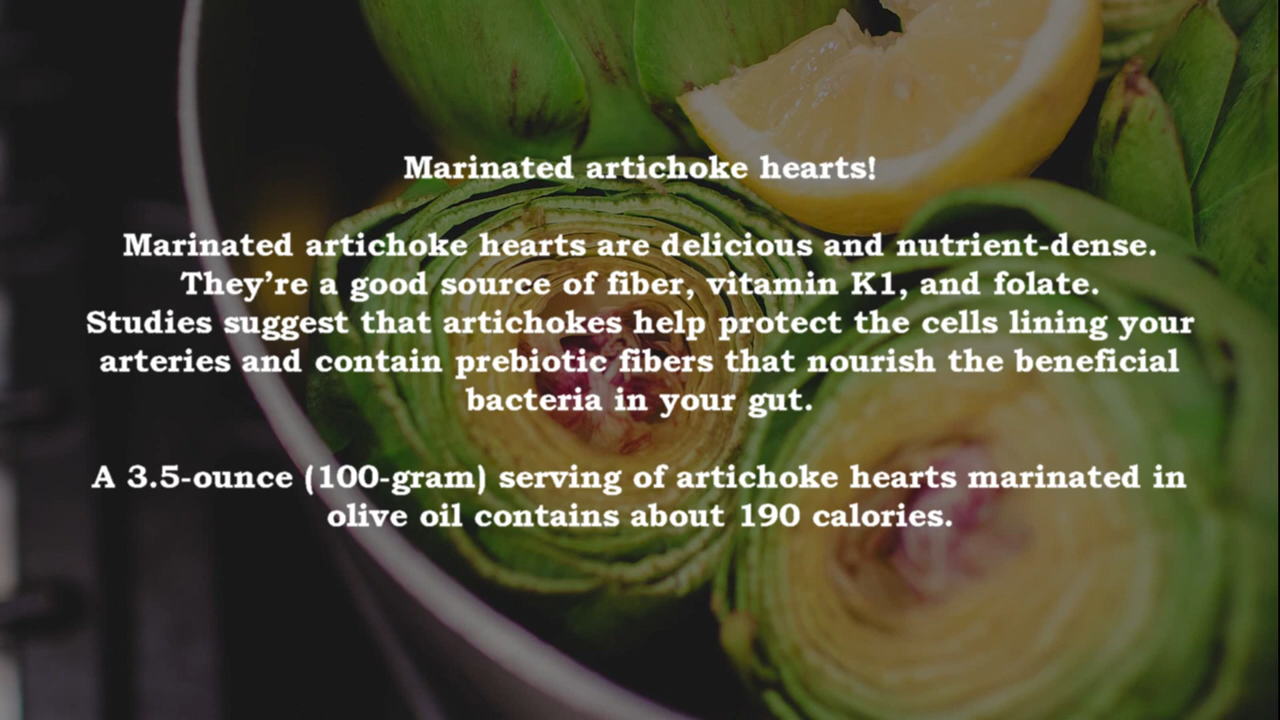 Marinated artichoke hearts!
Marinated artichoke hearts are delicious and nutrient-dense.
They’re a good source of fiber, vitamin K1, and folate.
Studies suggest that artichokes help protect the cells lining your
arteries and contain prebiotic fibers that nourish the beneficial
bacteria in your gut.
A 3.5-ounce (100-gram) serving of artichoke hearts marinated in
olive oil contains about 190 calories.